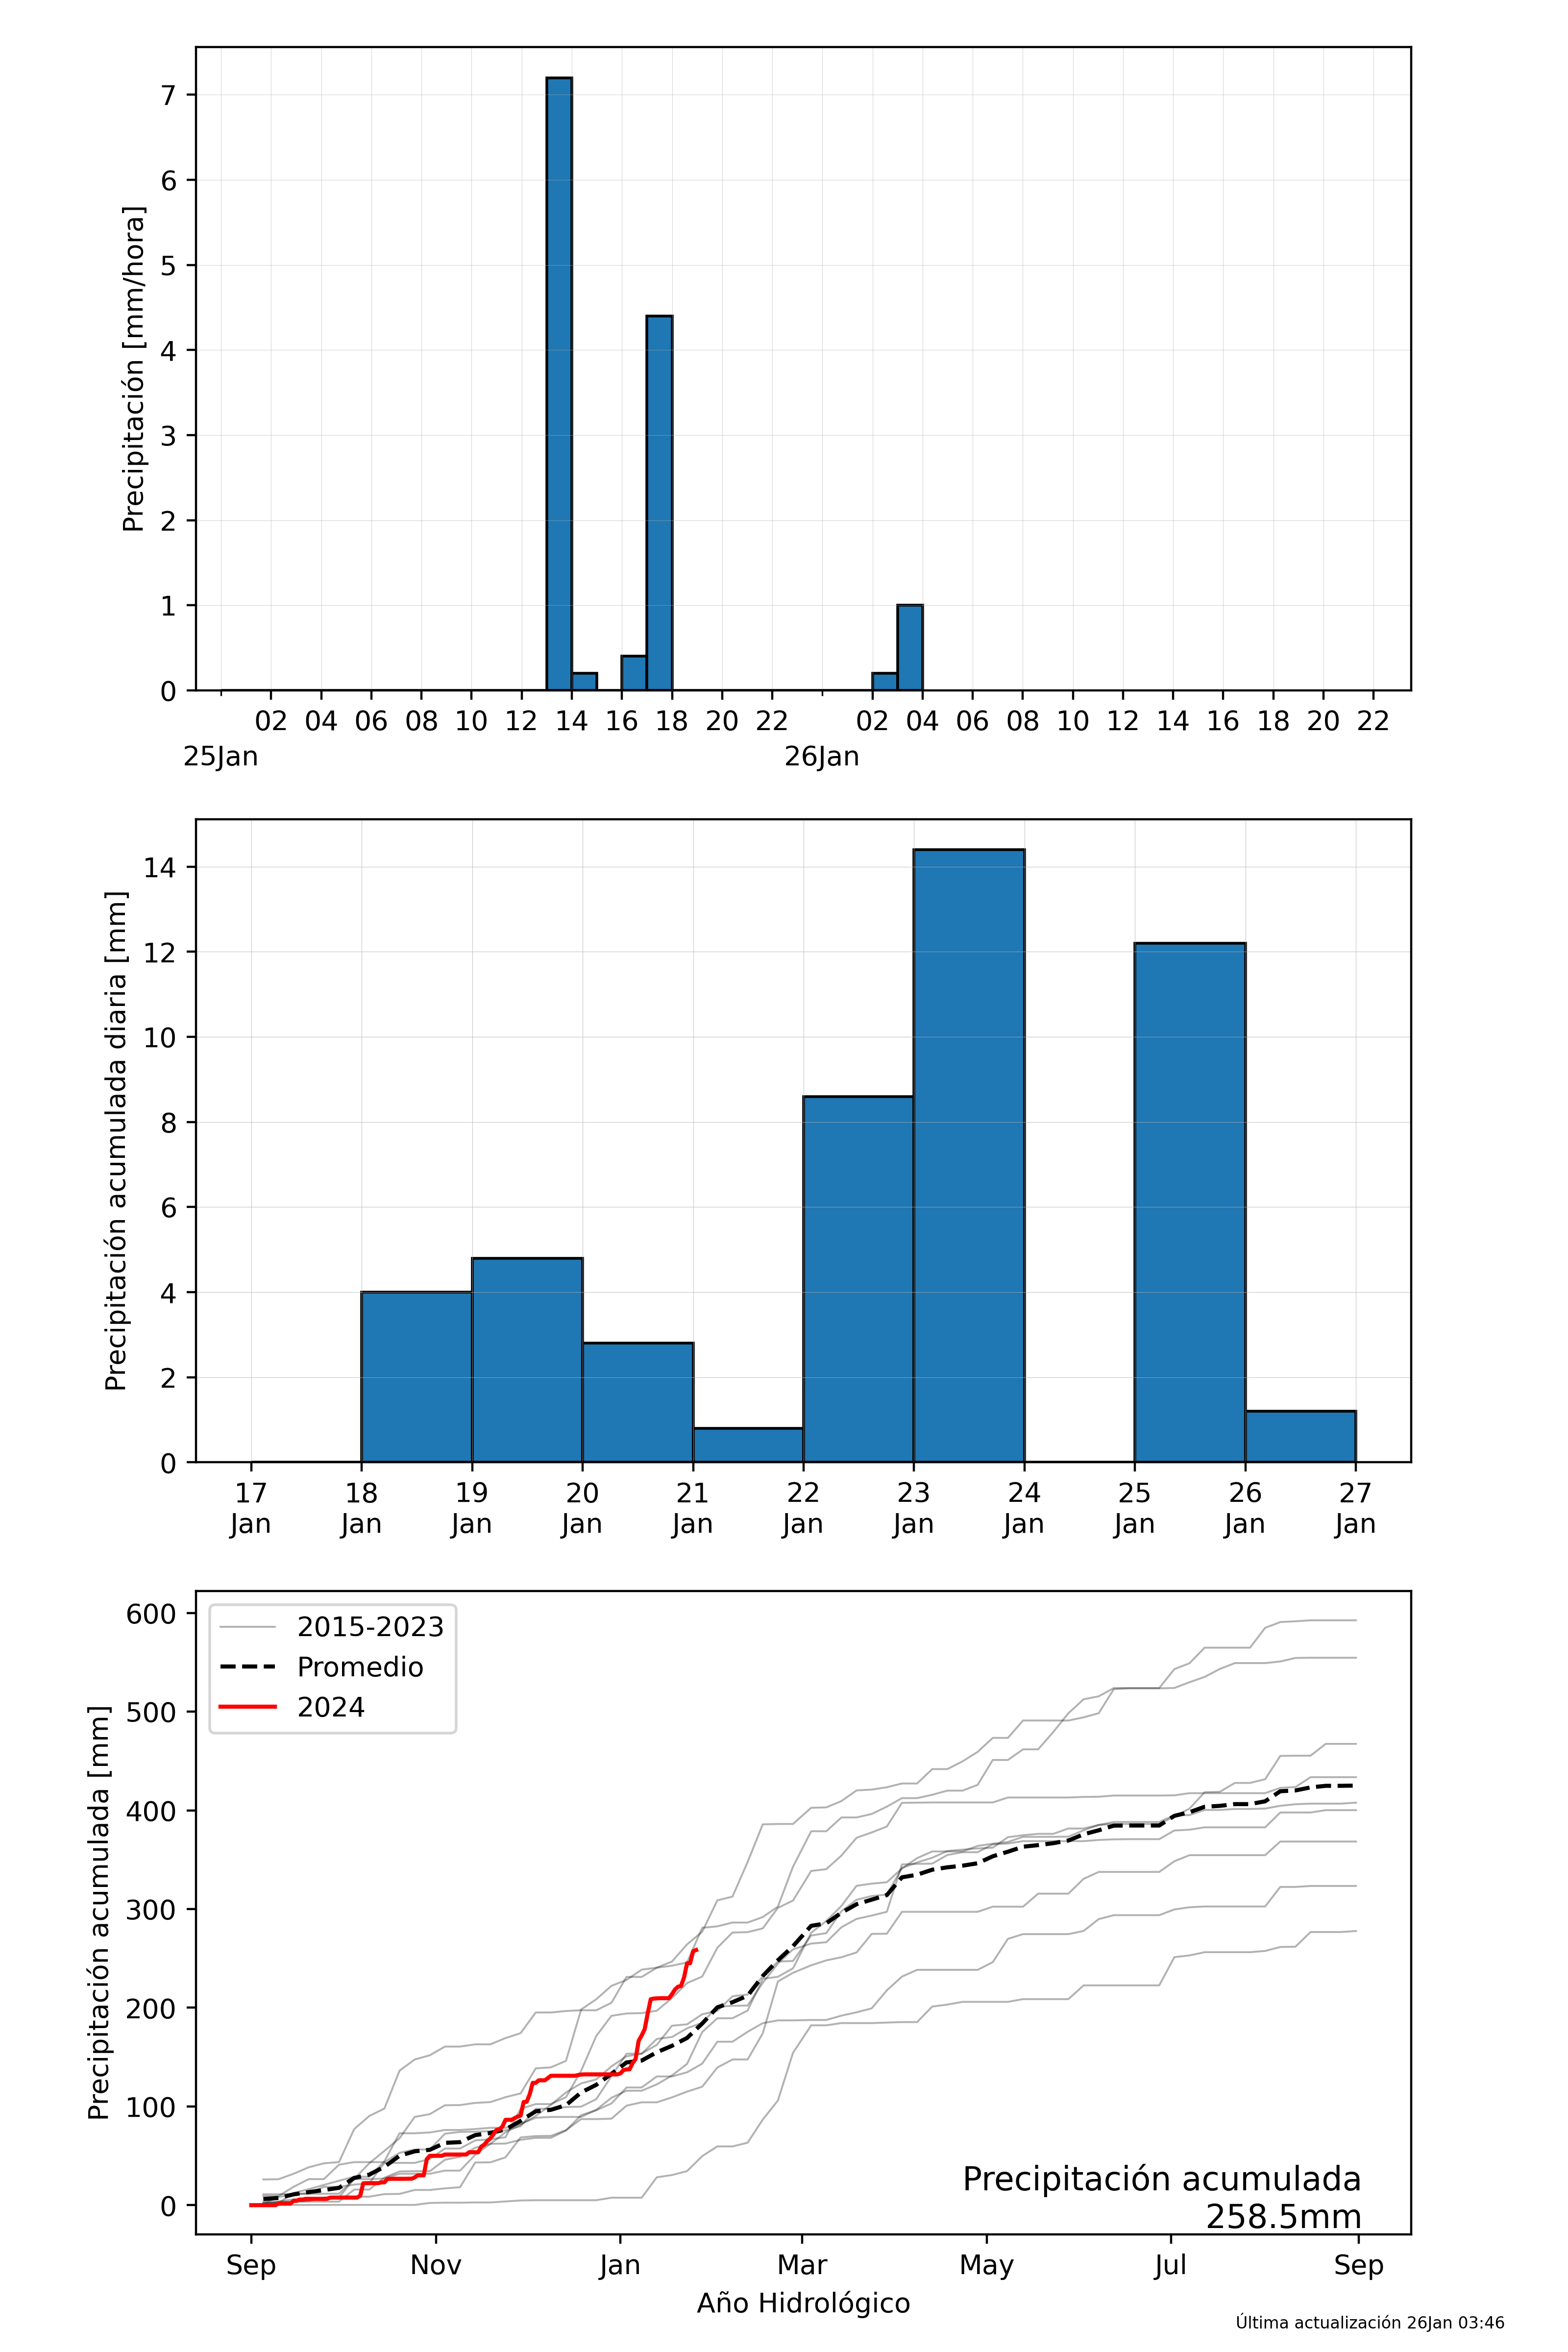 Precipitación [mm/hora]
7
6
5
4
3
2
1
0
02 04 06 08 10 12 14 16 18 20 22 02 04 06 08 10 12 14 16 18 20 22
25Jan 26Jan
Precipitación acumulada diaria [mm]
14
12
10
8
6
4
2
0
17 18 19 20 21 22 23 24 25 26 27
Jan Jan Jan Jan Jan Jan Jan Jan Jan Jan Jan
Precipitación acumulada [mm]
600
500
400
300
200
100
0
2015-2023
Promedio
2024
Precipitación acumulada
258.5mm
Sep Nov Jan Mar May Jul Sep
Año Hidrológico
Última actualización 26Jan 03:46